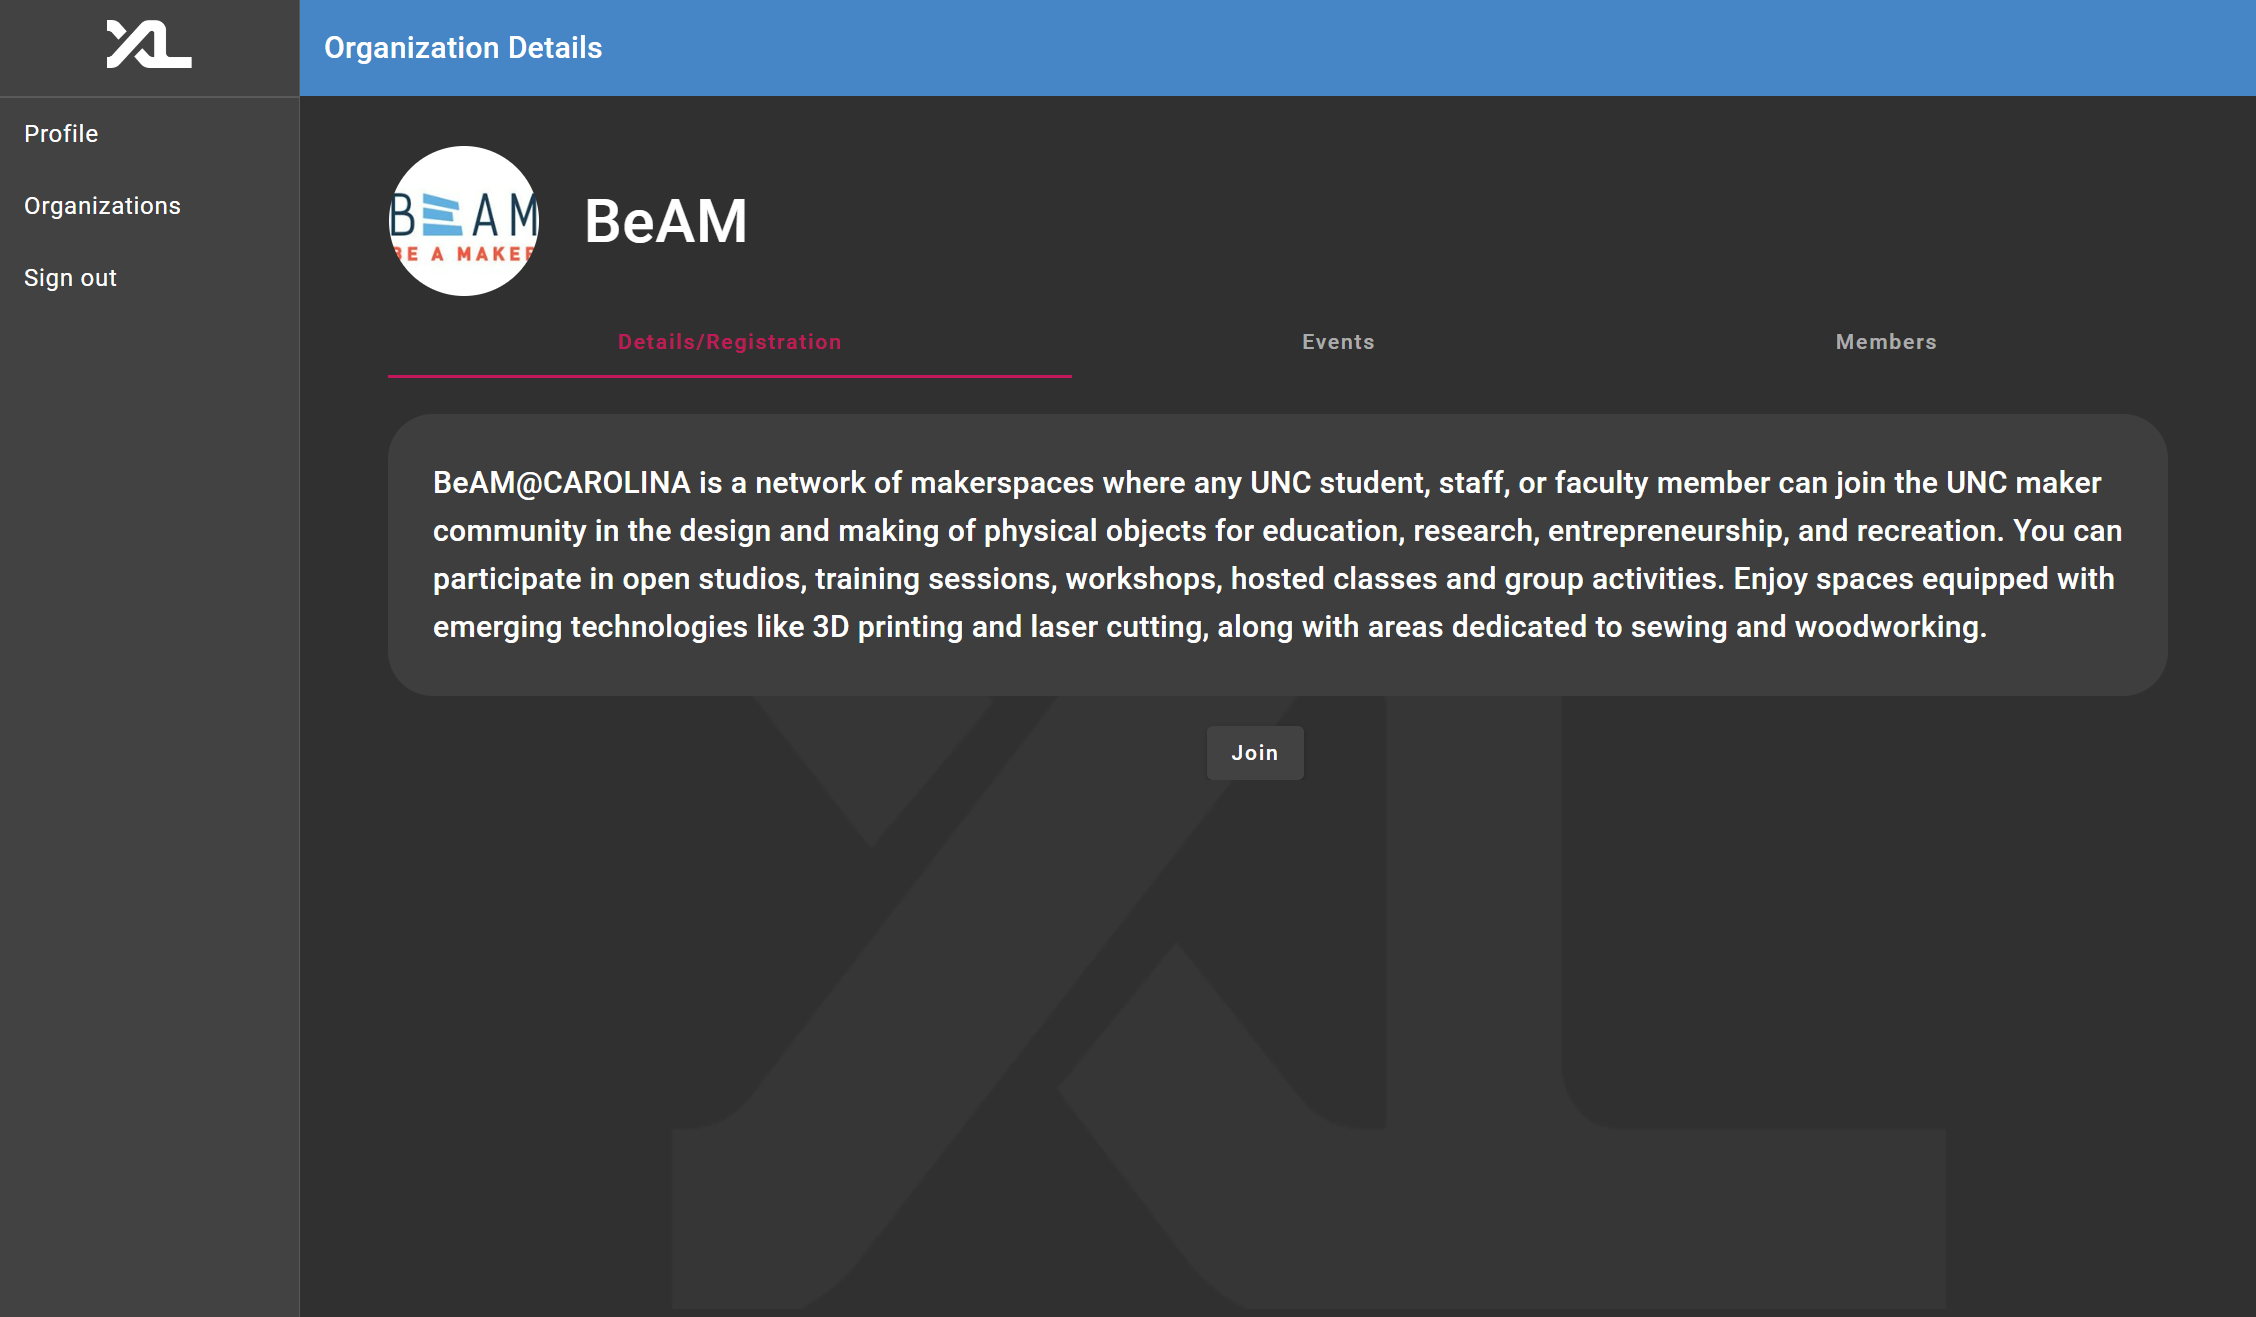 XL
Organization Details
Profile
Organizations
Sign out
BEAM
BE A MAKER
BeAM
Details/Registration
Events
Members
BeAM@CAROLINA is a network of makerspaces where any UNC student, staff, or faculty member can join the UNC maker
community in the design and making of physical objects for education, research, entrepreneurship, and recreation. You can
participate in open studios, training sessions, workshops, hosted classes and group activities. Enjoy spaces equipped with
emerging technologies like 3D printing and laser cutting, along with areas dedicated to sewing and woodworking.
Join